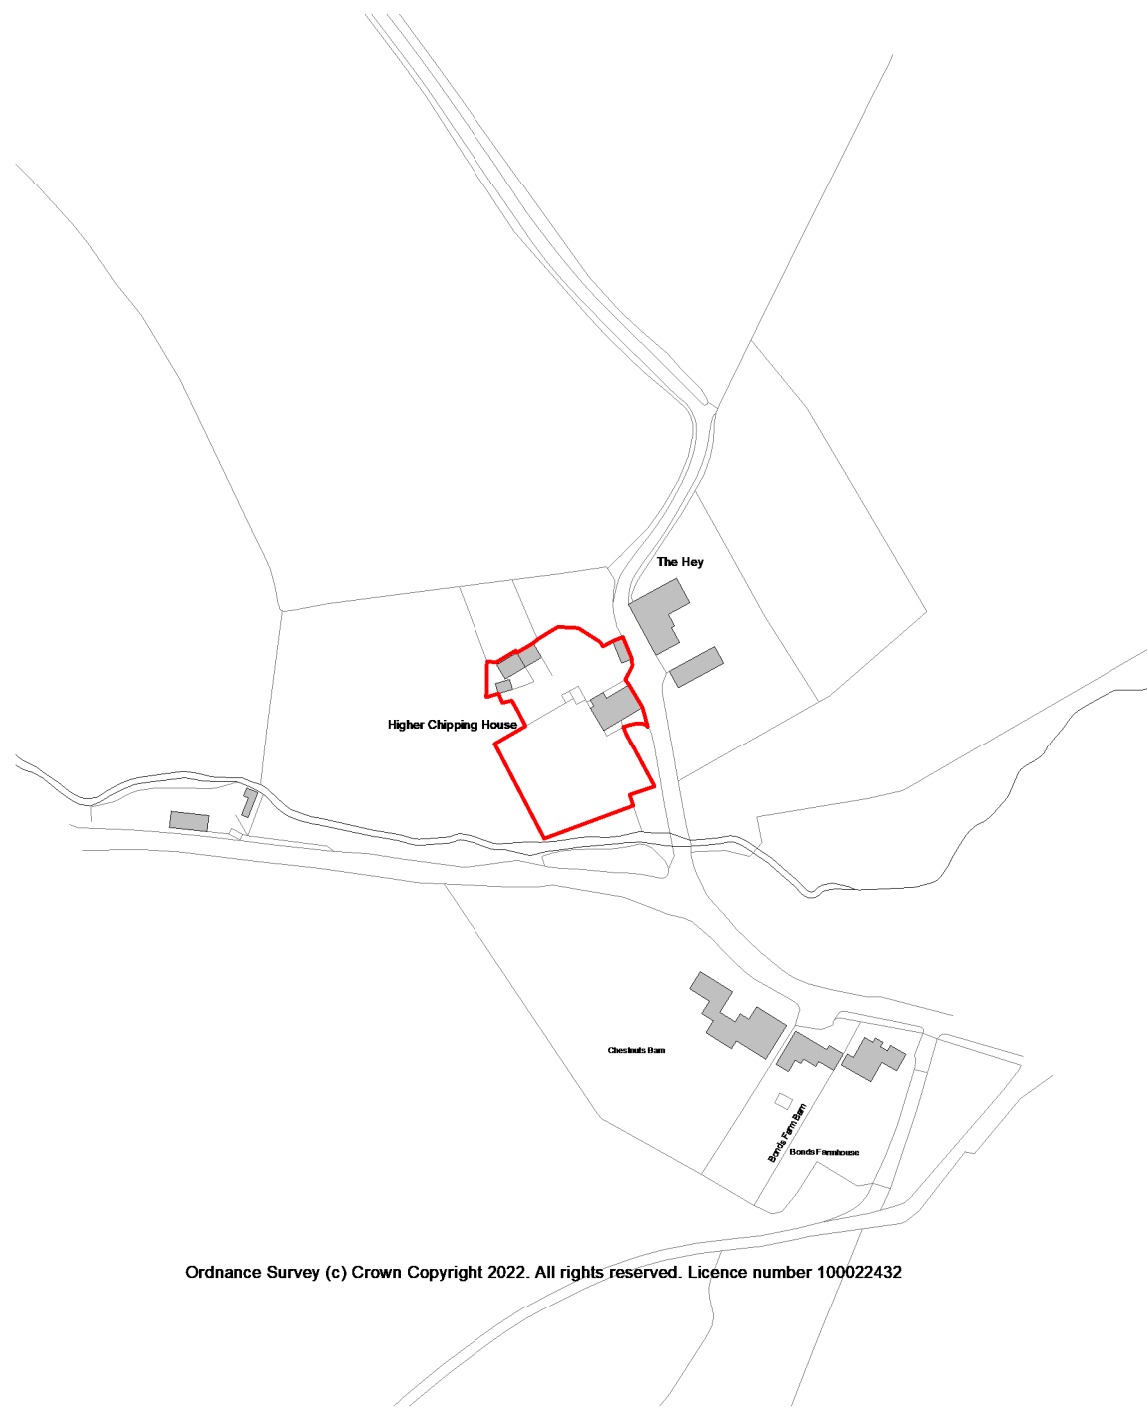 The Hey
Higher Chipping House
Chestnuts Barn
Bonds Farm Barn
Bonds Farmhouse
Ordnance Survey (c) Crown Copyright 2022. All rights reserved. Licence number 100022432